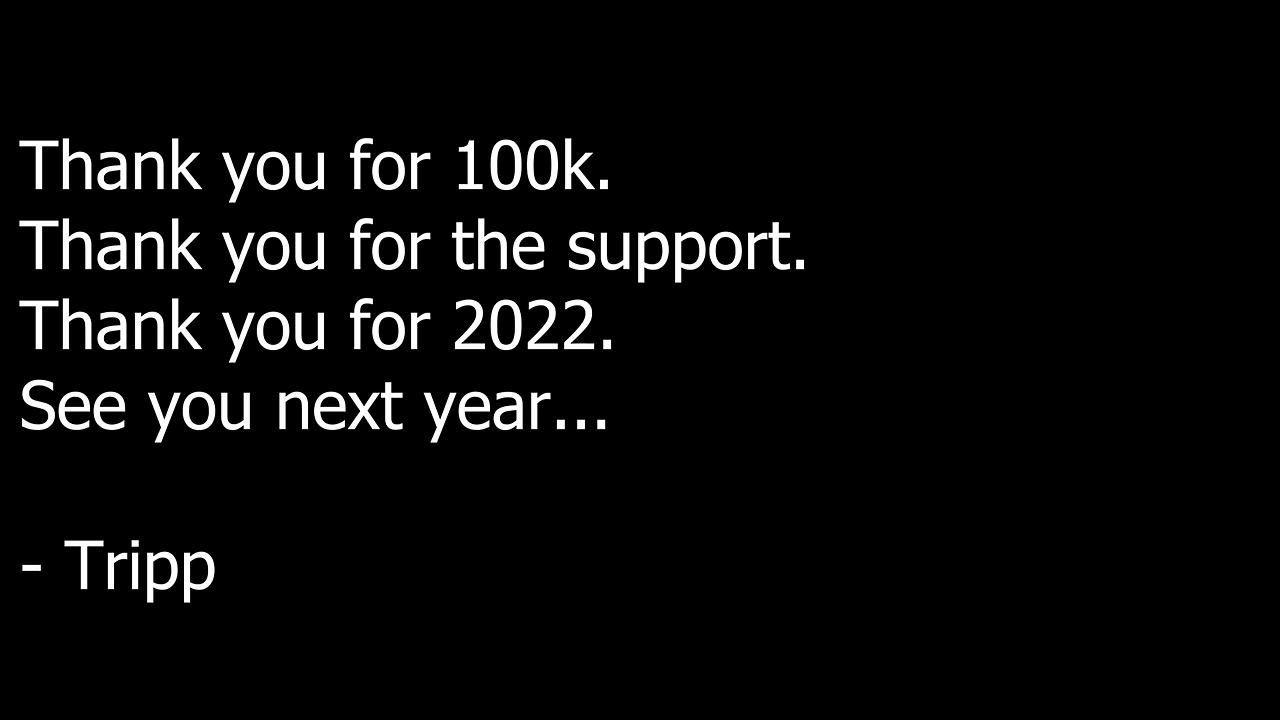 Thank you for 100k.
Thank you for the support.
Thank you for 2022.
See you next year...
- Tripp